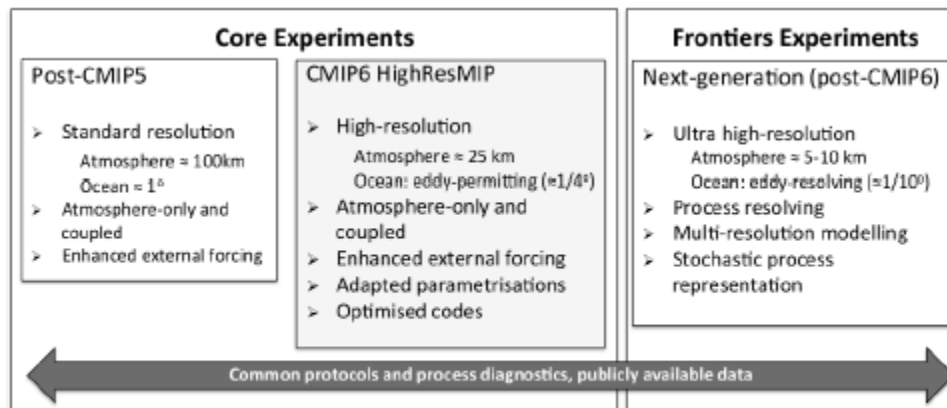 Core Experiments
Post-CMIP5
➢ Standard resolution
Atmosphere ≈ 100km
Ocean ≈ 1°
➢ Atmosphere-only and
coupled
➢ Enhanced external forcing
CMIP6 HighResMIP
➢ High-resolution
Atmosphere ≈ 25 km
Ocean: eddy-permitting (≈1/4°)
➢ Atmosphere-only and
coupled
➢ Enhanced external forcing
➢ Adapted parametrisations
➢ Optimised codes
Frontiers Experiments
Next-generation (post-CMIP6)
➢ Ultra high-resolution
Atmosphere ≈ 5-10 km
Ocean: eddy-resolving (≈1/10°)
➢ Process resolving
➢ Multi-resolution modelling
➢ Stochastic process
representation
Common protocols and process diagnostics, publicly available data